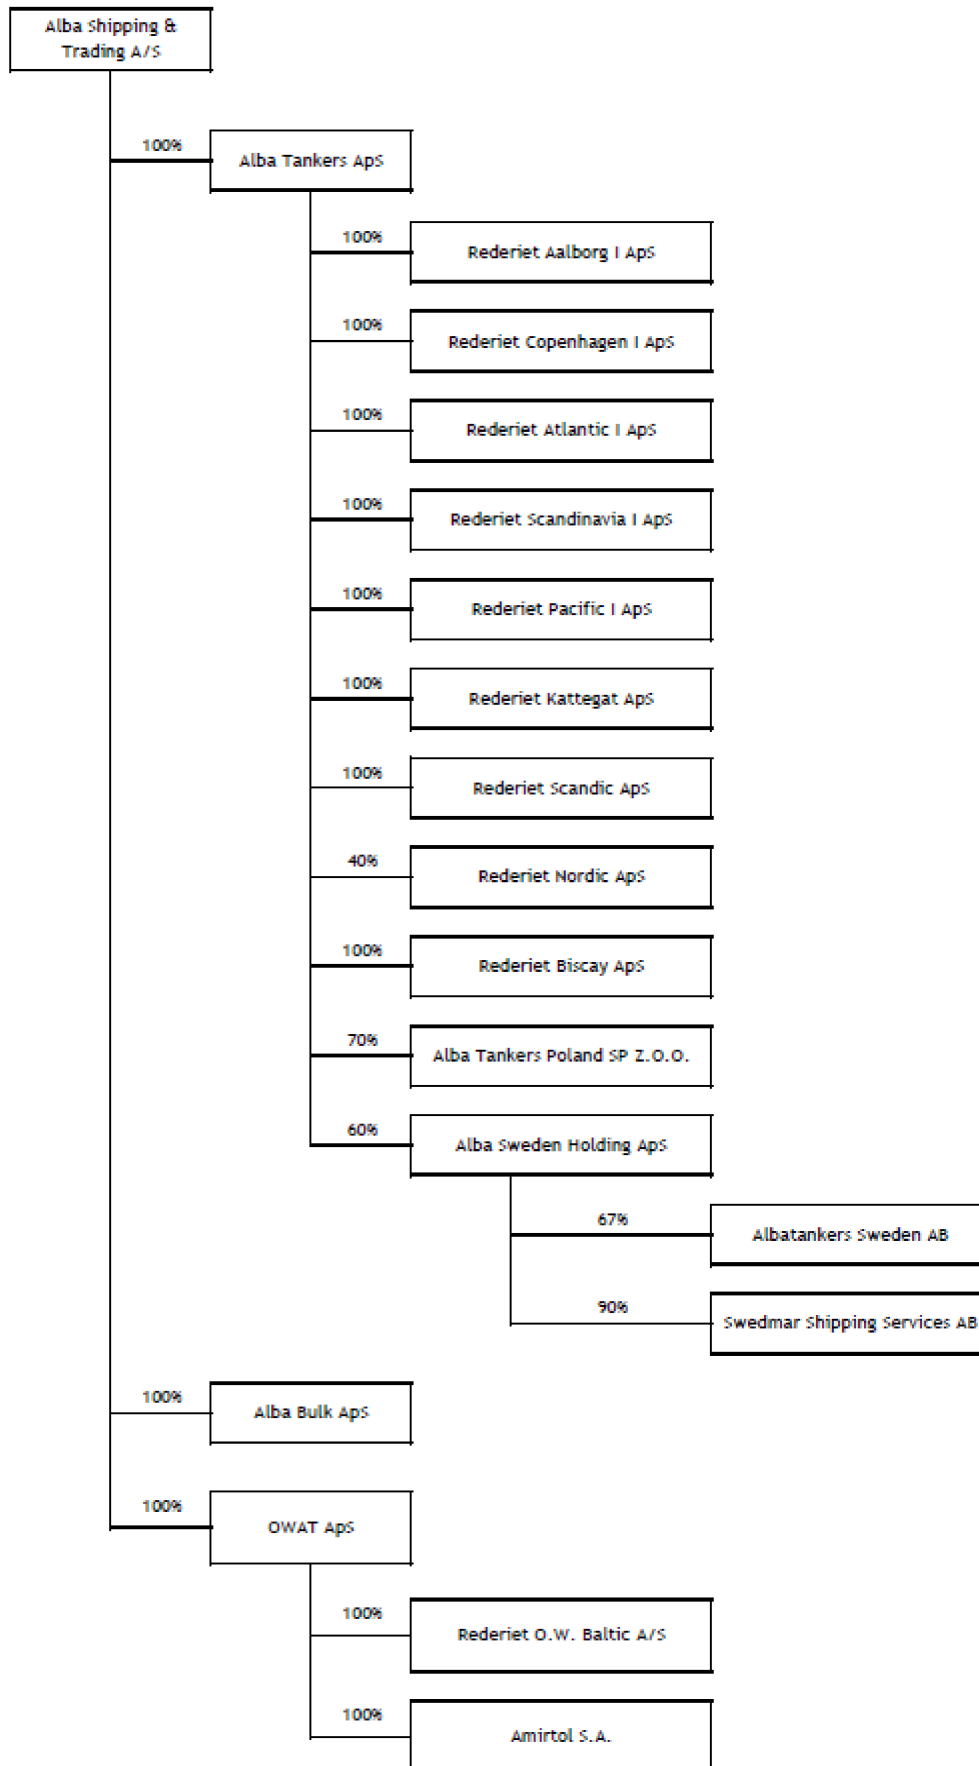 Alba Shipping &
Trading A/S
100%
Alba Tankers ApS
100%
Rederiet Aalborg I ApS
100%
Rederiet Copenhagen I ApS
100%
Rederiet Atlantic I ApS
100%
Rederiet Scandinavia I ApS
100%
Rederiet Pacific I ApS
100%
Rederiet Kattegat ApS
100%
Rederiet Scandic ApS
40%
Rederiet Nordic ApS
100%
Rederiet Biscay ApS
70%
Alba Tankers Poland SP Z.O.O.
60%
Alba Sweden Holding ApS
67%
Albatankers Sweden AB
90%
Swedmar Shipping Services AB
100%
Alba Bulk ApS
100%
OWAT ApS
100%
Rederiet O.W. Baltic A/S
100%
Amirtol S.A.